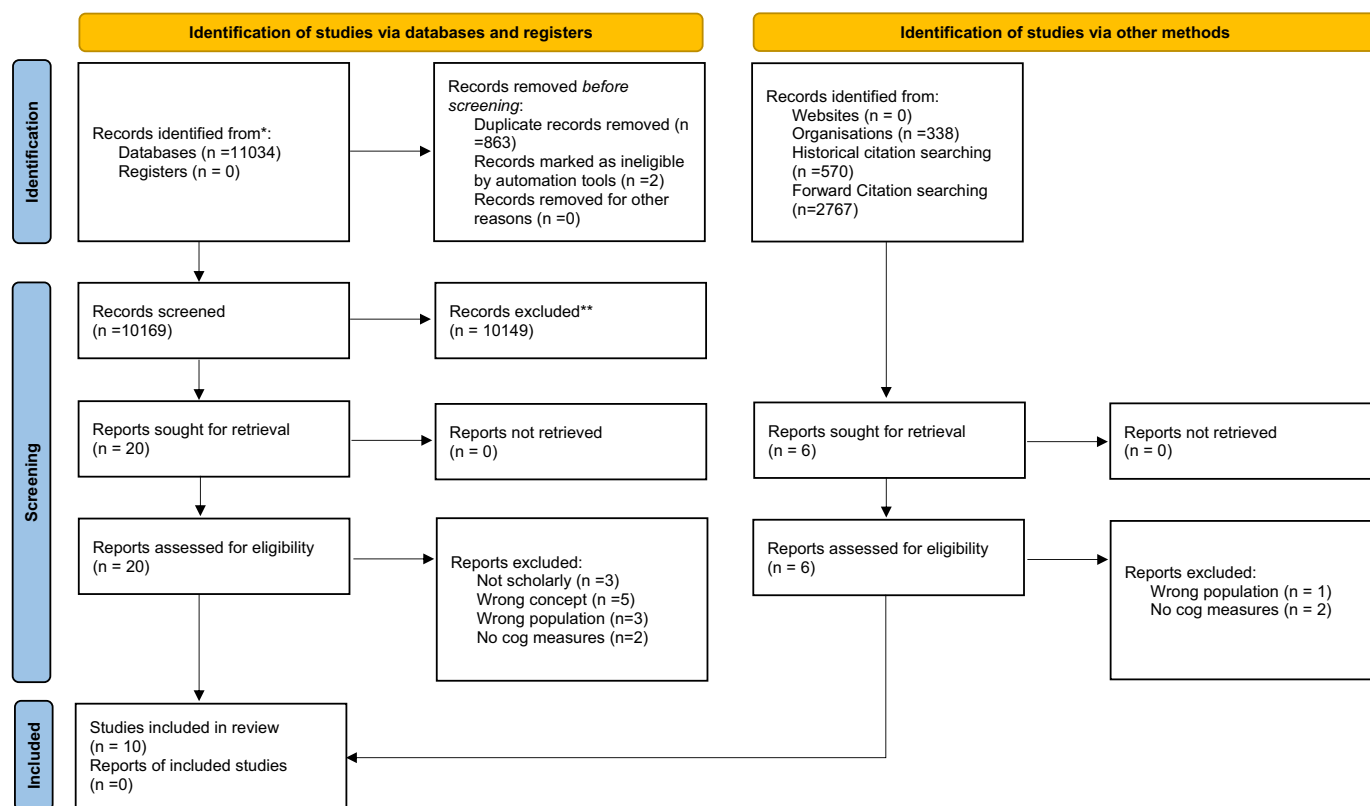 Identification of studies via databases and registers
Identification of studies via other methods
Identification
Records identified from*:
Databases (n =11034)
Registers (n = 0)
Records removed before
screening:
Duplicate records removed (n
=863)
Records marked as ineligible
by automation tools (n =2)
Records removed for other
reasons (n =0)
Records identified from:
Websites (n = 0)
Organisations (n =338)
Historical citation searching
(n =570)
Forward Citation searching
(n=2767)
Screening
Records screened
(n =10169)
Records excluded**
(n = 10149)
Reports sought for retrieval
(n = 20)
Reports not retrieved
(n = 0)
Reports sought for retrieval
(n = 6)
Reports not retrieved
(n = 0)
Reports assessed for eligibility
(n = 20)
Reports excluded:
Not scholarly (n =3)
Wrong concept (n =5)
Wrong population (n=3)
No cog measures (n=2)
Reports assessed for eligibility
(n = 6)
Reports excluded:
Wrong population (n = 1)
No cog measures (n = 2)
Included
Studies included in review
(n = 10)
Reports of included studies
(n =0)